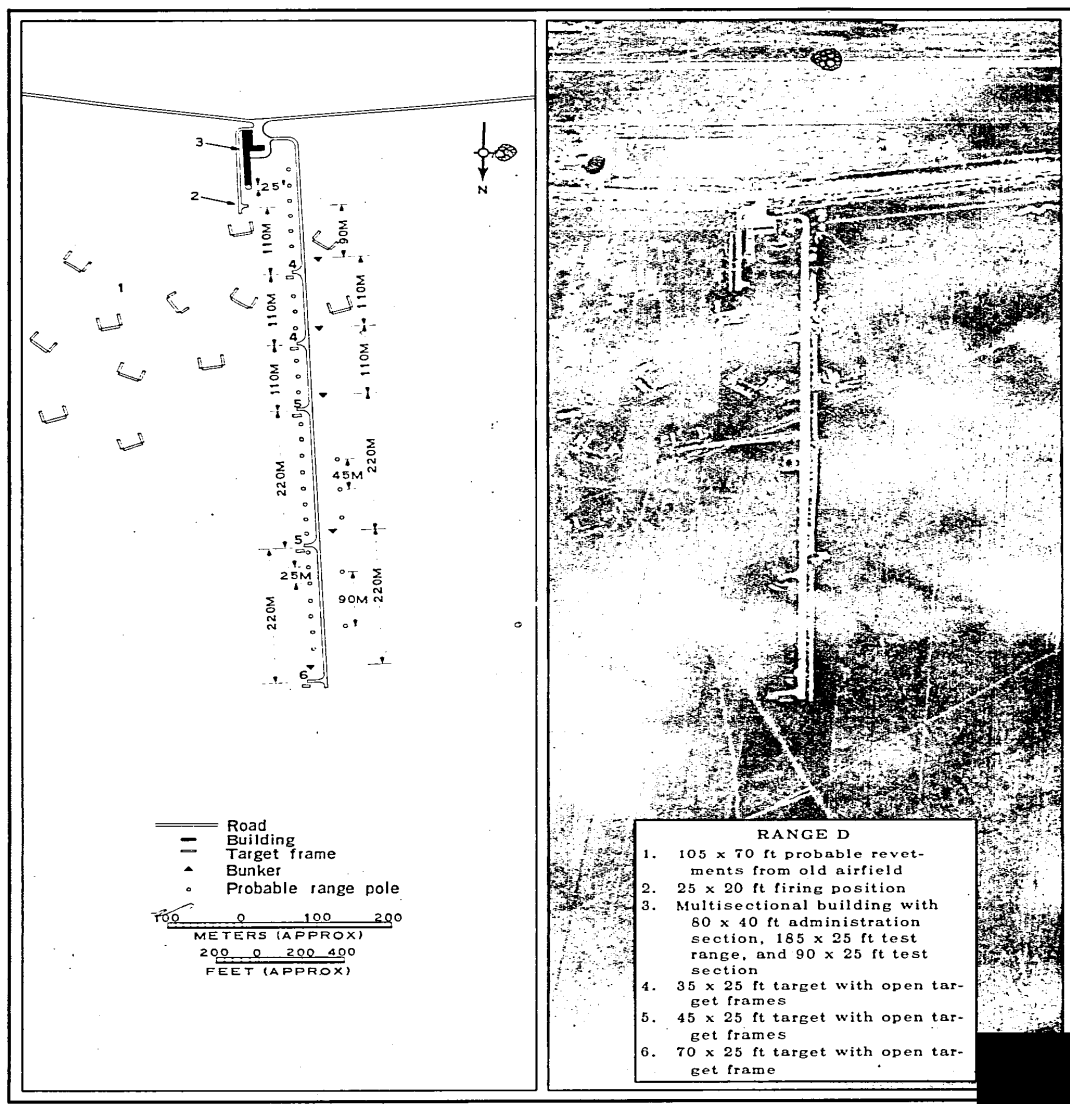 3
25
N
2
110M
90M
4
1
110M
110M
4
110M
110M
5
220M
45M
220M
5
25M
220M
90M
220M
6
Road
Building
Target frame
Bunker
Probable range pole
100 0 100 200
METERS (APPROX)
200 0 200 400
FEET (APPROX)
RANGE D
1. 105 x 70 ft probable revet-
ments from old airfield
2. 25 x 20 ft firing position
3. Multisectional building with
80 x 40 ft administration
section, 185 x 25 ft test
range, and 90 x 25 ft test
section
4. 35 x 25 ft target with open tar-
get frames
5. 45 x 25 ft target with open tar-
get frames
6. 70 x 25 ft target with open tar-
get frame